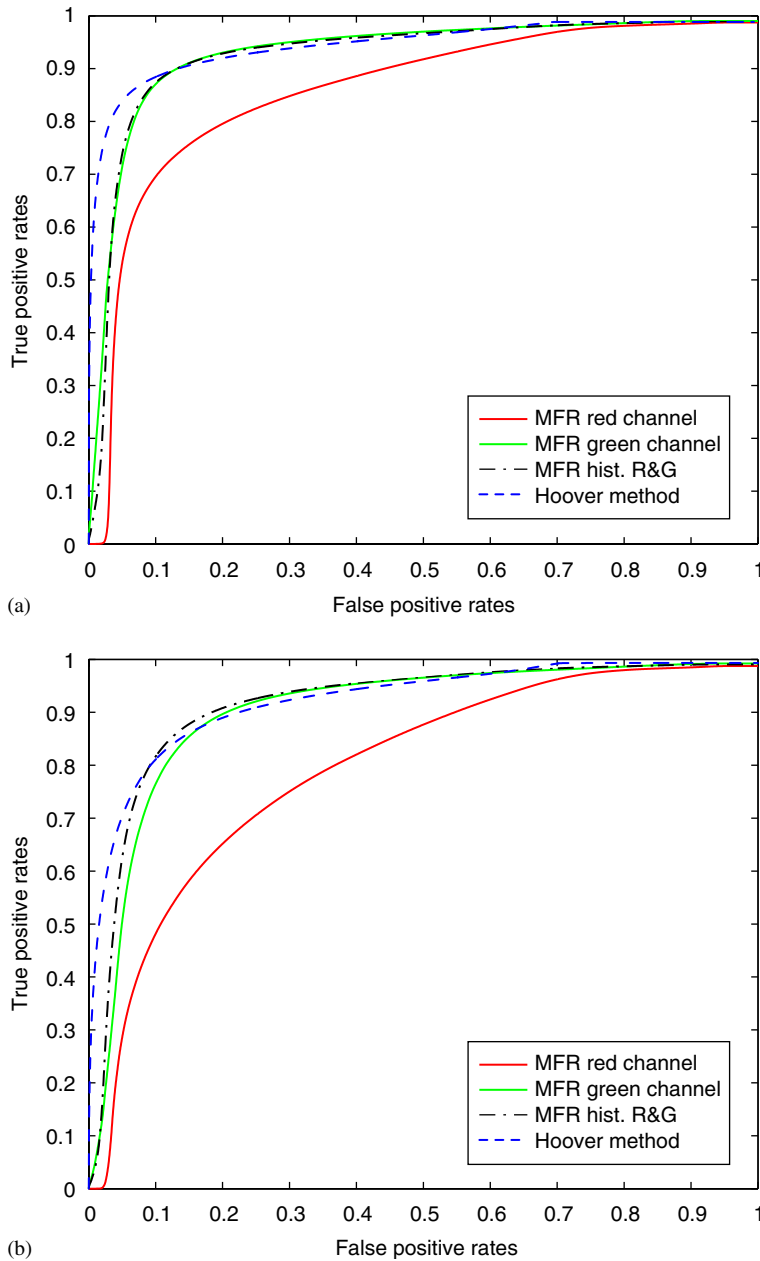 1
0.9
0.8
0.7
0.6
0.5
0.4
0.3
0.2
0.1
0
True positive rates
MFR red channel
MFR green channel
MFR hist. R&G
Hoover method
0 0.1 0.2 0.3 0.4 0.5 0.6 0.7 0.8 0.9 1
(a) False positive rates
1
0.9
0.8
0.7
0.6
0.5
0.4
0.3
0.2
0.1
0
True positive rates
MFR red channel
MFR green channel
MFR hist. R&G
Hoover method
0 0.1 0.2 0.3 0.4 0.5 0.6 0.7 0.8 0.9 1
(b) False positive rates